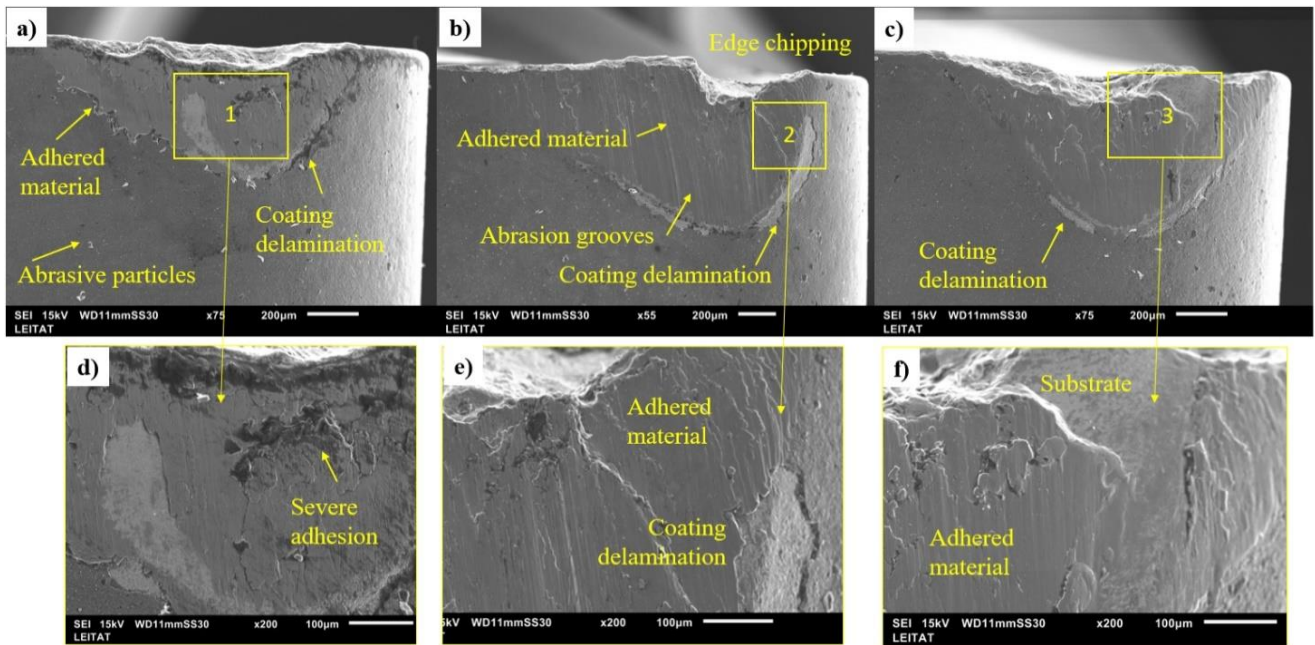 a)
Adhered
material
1
Coating
delamination
Abrasive particles
SEI 15kV WD11mmSS30 x75 200µm
LEITAT
b)
Edge chipping
Adhered material
2
Abrasion grooves
Coating delamination
SEI 15kV WD11mmSS30 x55 200µm
LEITAT
c)
3
Coating
delamination
SEI 15kV WD11mmSS30 x75 200µm
LEITAT
d)
Severe
adhesion
SEI 15kV WD11mmSS30 x200 100µm
LEITAT
e)
Adhered
material
Coating
delamination
5kV WD11mmSS30 x200 100µm
f)
Substrate
Adhered
material
SEI 15kV WD11mmSS30 x200 100µm
LEITAT